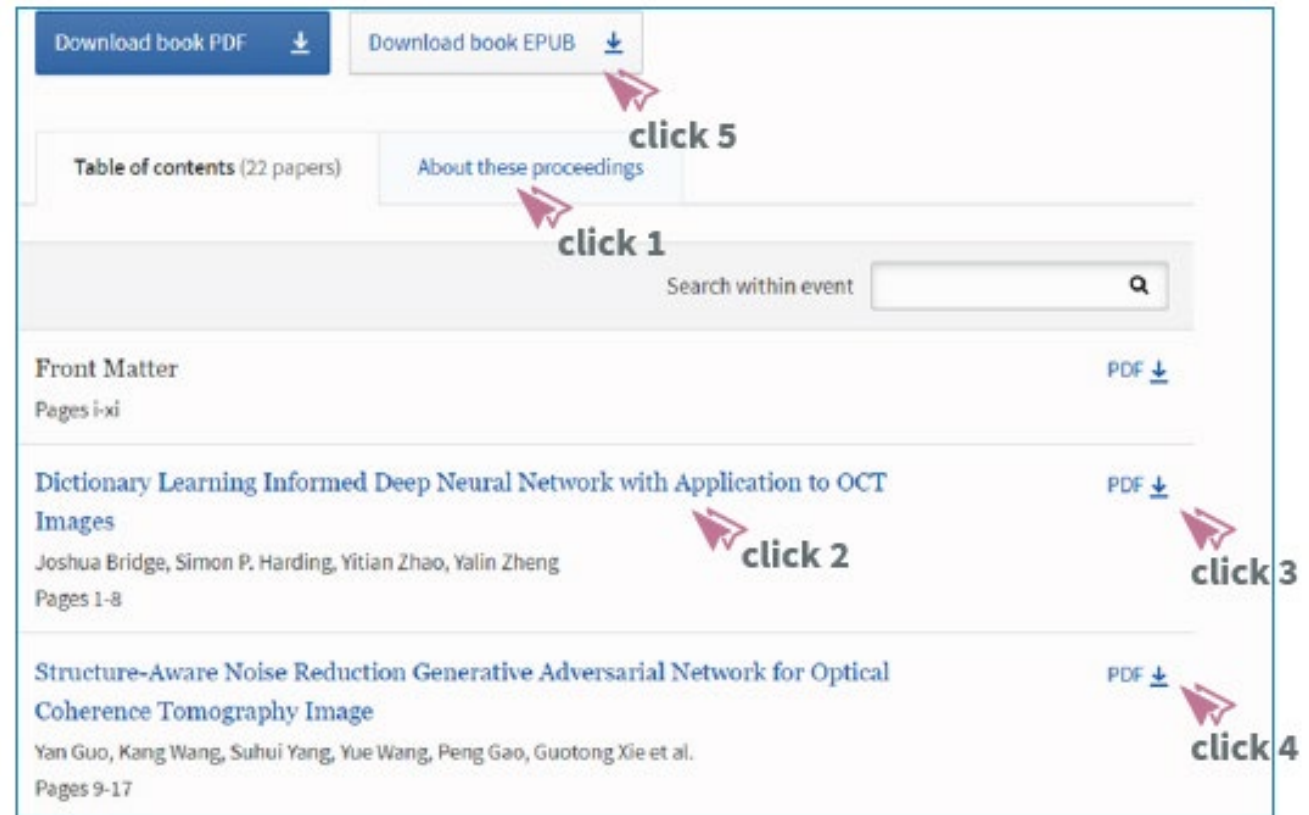 Download book PDF
Download book EPUB
click 5
Table of contents (22 papers)
About these proceedings
click 1
Search within event
Front Matter
PDF
Pages i-xi
Dictionary Learning Informed Deep Neural Network with Application to OCT
PDF
Images
click 2
click 3
Joshua Bridge, Simon P. Harding, Yitian Zhao, Yalin Zheng
Pages 1-8
Structure-Aware Noise Reduction Generative Adversarial Network for Optical
PDF
Coherence Tomography Image
Yan Guo, Kang Wang, Suhui Yang, Yue Wang, Peng Gao, Guotong Xie et al.
click 4
Pages 9-17